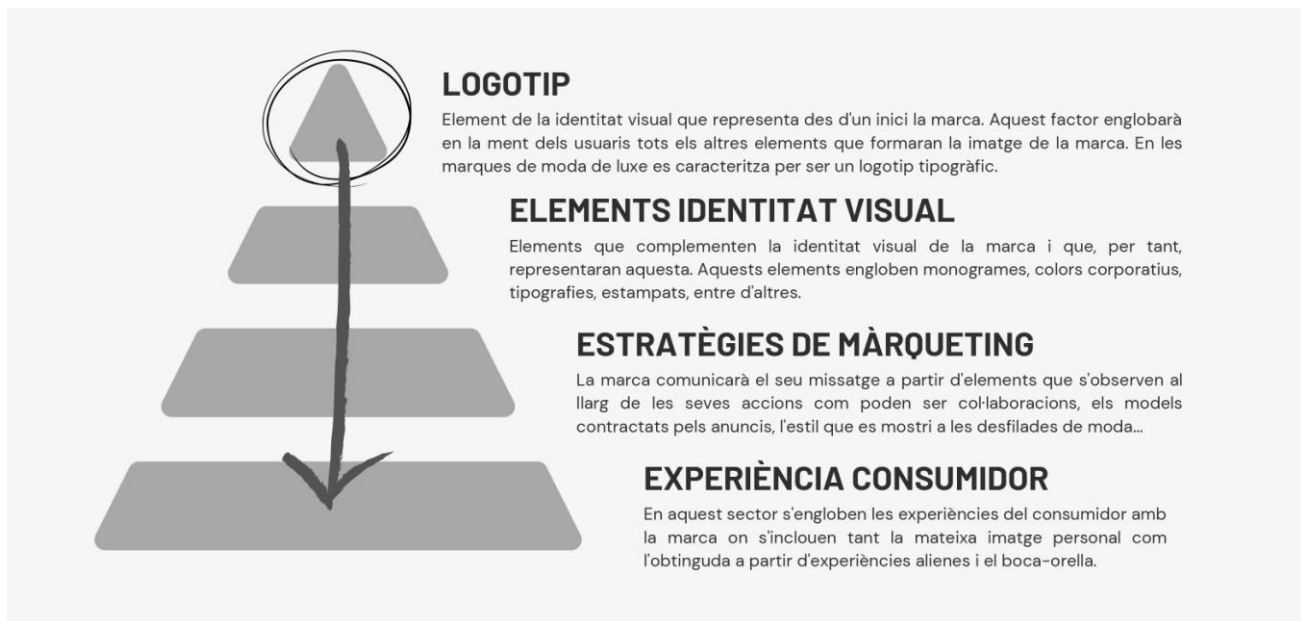 LOGOTIP
Element de la identitat visual que representa des d'un inici la marca. Aquest factor englobarà
en la ment dels usuaris tots els altres elements que formaran la imatge de la marca. En les
marques de moda de luxe es caracteritza per ser un logotip tipogràfic.
ELEMENTS IDENTITAT VISUAL
Elements que complementen la identitat visual de la marca i que, per tant,
representaran aquesta. Aquests elements engloben monogrames, colors corporatius,
tipografies, estampats, entre d'altres.
ESTRATÈGIES DE MÀRQUETING
La marca comunicarà el seu missatge a partir d'elements que s'observen al
llarg de les seves accions com poden ser col·laboracions, els models
contractats pels anuncis, l'estil que es mostri a les desfilades de moda...
EXPERIÈNCIA CONSUMIDOR
En aquest sector s'engloben les experiències del consumidor amb
la marca on s'inclouen tant la mateixa imatge personal com
l'obtinguda a partir d'experiències alienes i el boca-orella.